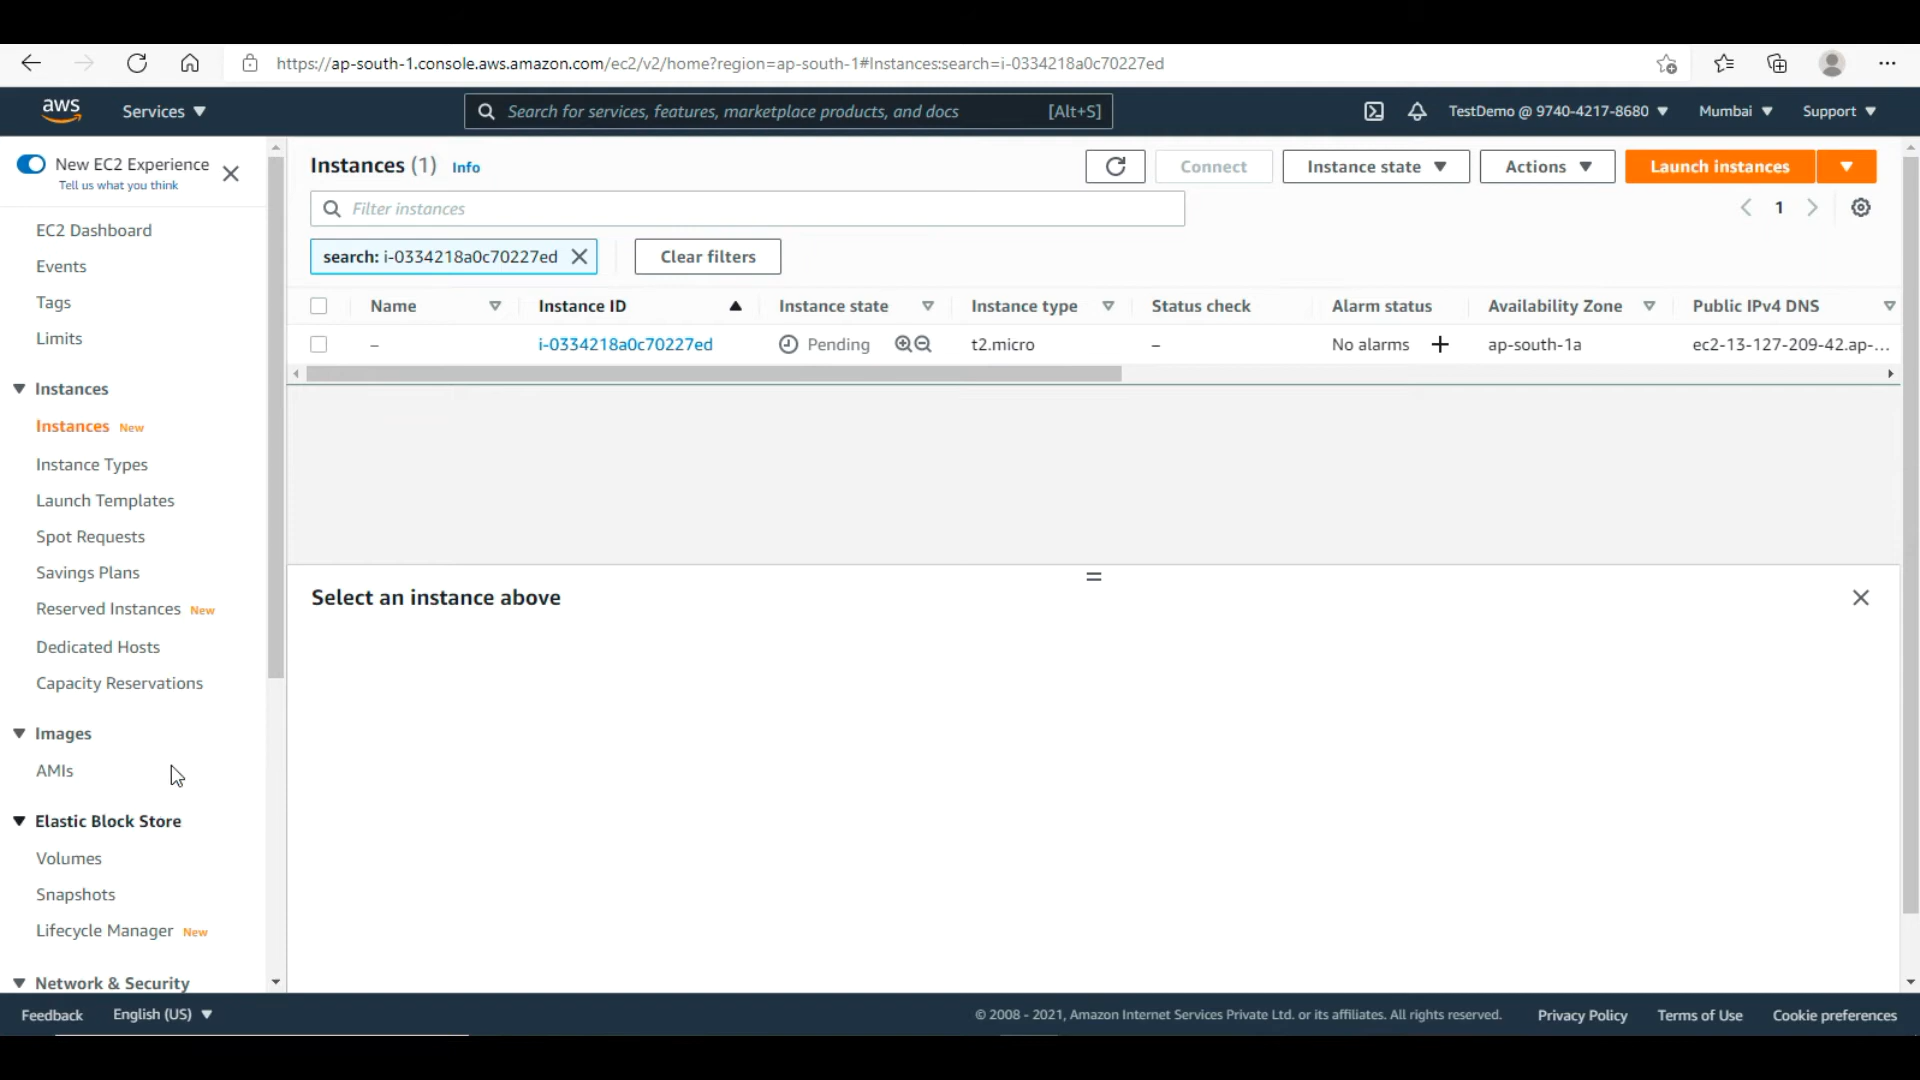 https://ap-south-1.console.aws.amazon.com/ec2/v2/home?region=ap-south-1#Instances:search=i-0334218a0c70227ed
aws Services Search for services, features, marketplace products, and docs [Alt+S] TestDemo @ 9740-4217-8680 Mumbai Support
New EC2 Experience
Tell us what you think
EC2 Dashboard
Events
Tags
Limits
Instances
Instances New
Instance Types
Launch Templates
Spot Requests
Savings Plans
Reserved Instances New
Dedicated Hosts
Capacity Reservations
Images
AMIs
Elastic Block Store
Volumes
Snapshots
Lifecycle Manager New
Network & Security
Instances (1) Info Connect Instance state Actions Launch instances
Filter instances 1
search: i-0334218a0c70227ed Clear filters
Name Instance ID Instance state Instance type Status check Alarm status Availability Zone Public IPv4 DNS
– i-0334218a0c70227ed Pending t2.micro – No alarms + ap-south-1a ec2-13-127-209-42.ap-...
Select an instance above
Feedback English (US) © 2008 - 2021, Amazon Internet Services Private Ltd. or its affiliates. All rights reserved. Privacy Policy Terms of Use Cookie preferences